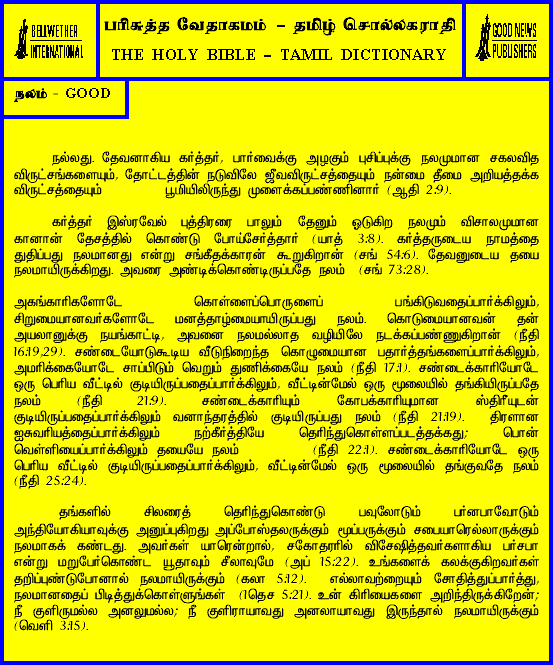 BELLWETHER
INTERNATIONAL
பரிசுத்த வேதாகமம் – தமிழ் சொல்லகராதி
THE HOLY BIBLE – TAMIL DICTIONARY
GOOD NEWS
PUBLISHERS
நலம் - GOOD
நல்லது. தேவனாகிய கர்த்தர், பார்வைக்கு அழகும் புசிப்புக்கு நலமுமான சகலவித
விருட்சங்களையும், தோட்டத்தின் நடுவிலே ஜீவவிருட்சத்தையும் நன்மை தீமை அறியத்தக்க
விருட்சத்தையும் பூமியிலிருந்து முளைக்கப்பண்ணினார் (ஆதி 2:9).
கர்த்தர் இஸ்ரவேல் புத்திரரை பாலும் தேனும் ஓடுகிற நலமும் விசாலமுமான
கானான் தேசத்தில் கொண்டு போய்சேர்த்தார் (யாத் 3:8). கர்த்தருடைய நாமத்தை
துதிப்பது நலமானது என்று சங்கீதக்காரன் கூறுகிறான் (சங் 54:6). தேவனுடைய தயை
நலமாயிருக்கிறது. அவரை அண்டிக்கொண்டிருப்பதே நலம் (சங் 73:28).
அகங்காரிகளோடே கொள்ளைப்பொருளைப் பங்கிடுவதைப்பார்க்கிலும்,
சிறுமையானவர்களோடே மனத்தாழ்மையாயிருப்பது நலம். கொடுமையானவன் தன்
அயலானுக்கு நயங்காட்டி, அவனை நலமல்லாத வழியிலே நடக்கப்பண்ணுகிறான் (நீதி
16:19,29). சண்டையோடுகூடிய வீடுநிறைந்த கொழுமையான பதார்த்தங்களைப்பார்க்கிலும்,
அமரிக்கையோடே சாப்பிடும் வெறும் துணிக்கையே நலம் (நீதி 17:1). சண்டைக்காரியோடே
ஒரு பெரிய வீட்டில் குடியிருப்பதைப்பார்க்கிலும், வீட்டின்மேல் ஒரு மூலையில் தங்கியிருப்பதே
நலம் (நீதி 21:9). சண்டைக்காரியும் கோபக்காரியுமான ஸ்திரீயுடன்
குடியிருப்பதைப்பார்க்கிலும் வனாந்தரத்தில் குடியிருப்பது நலம் (நீதி 21:19). திரளான
ஐசுவரியத்தைப்பார்க்கிலும் நற்கீர்த்தியே தெரிந்துகொள்ளப்படத்தக்கது; பொன்
வெள்ளியைப்பார்க்கிலும் தயையே நலம் (நீதி 22:1). சண்டைக்காரியோடே ஒரு
பெரிய வீட்டில் குடியிருப்பதைப்பார்க்கிலும், வீட்டின்மேல் ஒரு மூலையில் தங்குவதே நலம்
(நீதி 25:24).
தங்களில் சிலரைத் தெரிந்துகொண்டு பவுலோடும் பர்னபாவோடும்
அந்தியோகியாவுக்கு அனுப்புகிறது அப்போஸ்தலருக்கும் மூப்பருக்கும் சபையாரெல்லாருக்கும்
நலமாகக் கண்டது. அவர்கள் யாரென்றால், சகோதரரில் விசேஷித்தவர்களாகிய பர்சபா
என்று மறுபேர்கொண்ட யூதாவும் சீலாவுமே (அப் 15:22). உங்களைக் கலக்குகிறவர்கள்
தறிப்புண்டுபோனால் நலமாயிருக்கும் (கலா 5:12). எல்லாவற்றையும் சோதித்துப்பார்த்து,
நலமானதைப் பிடித்துக்கொள்ளுங்கள் (1தெச 5:21). உன் கிரியைகளை அறிந்திருக்கிறேன்;
நீ குளிருமல்ல அனலுமல்ல; நீ குளிராயாவது அனலாயாவது இருந்தால் நலமாயிருக்கும்
(வெளி 3:15).